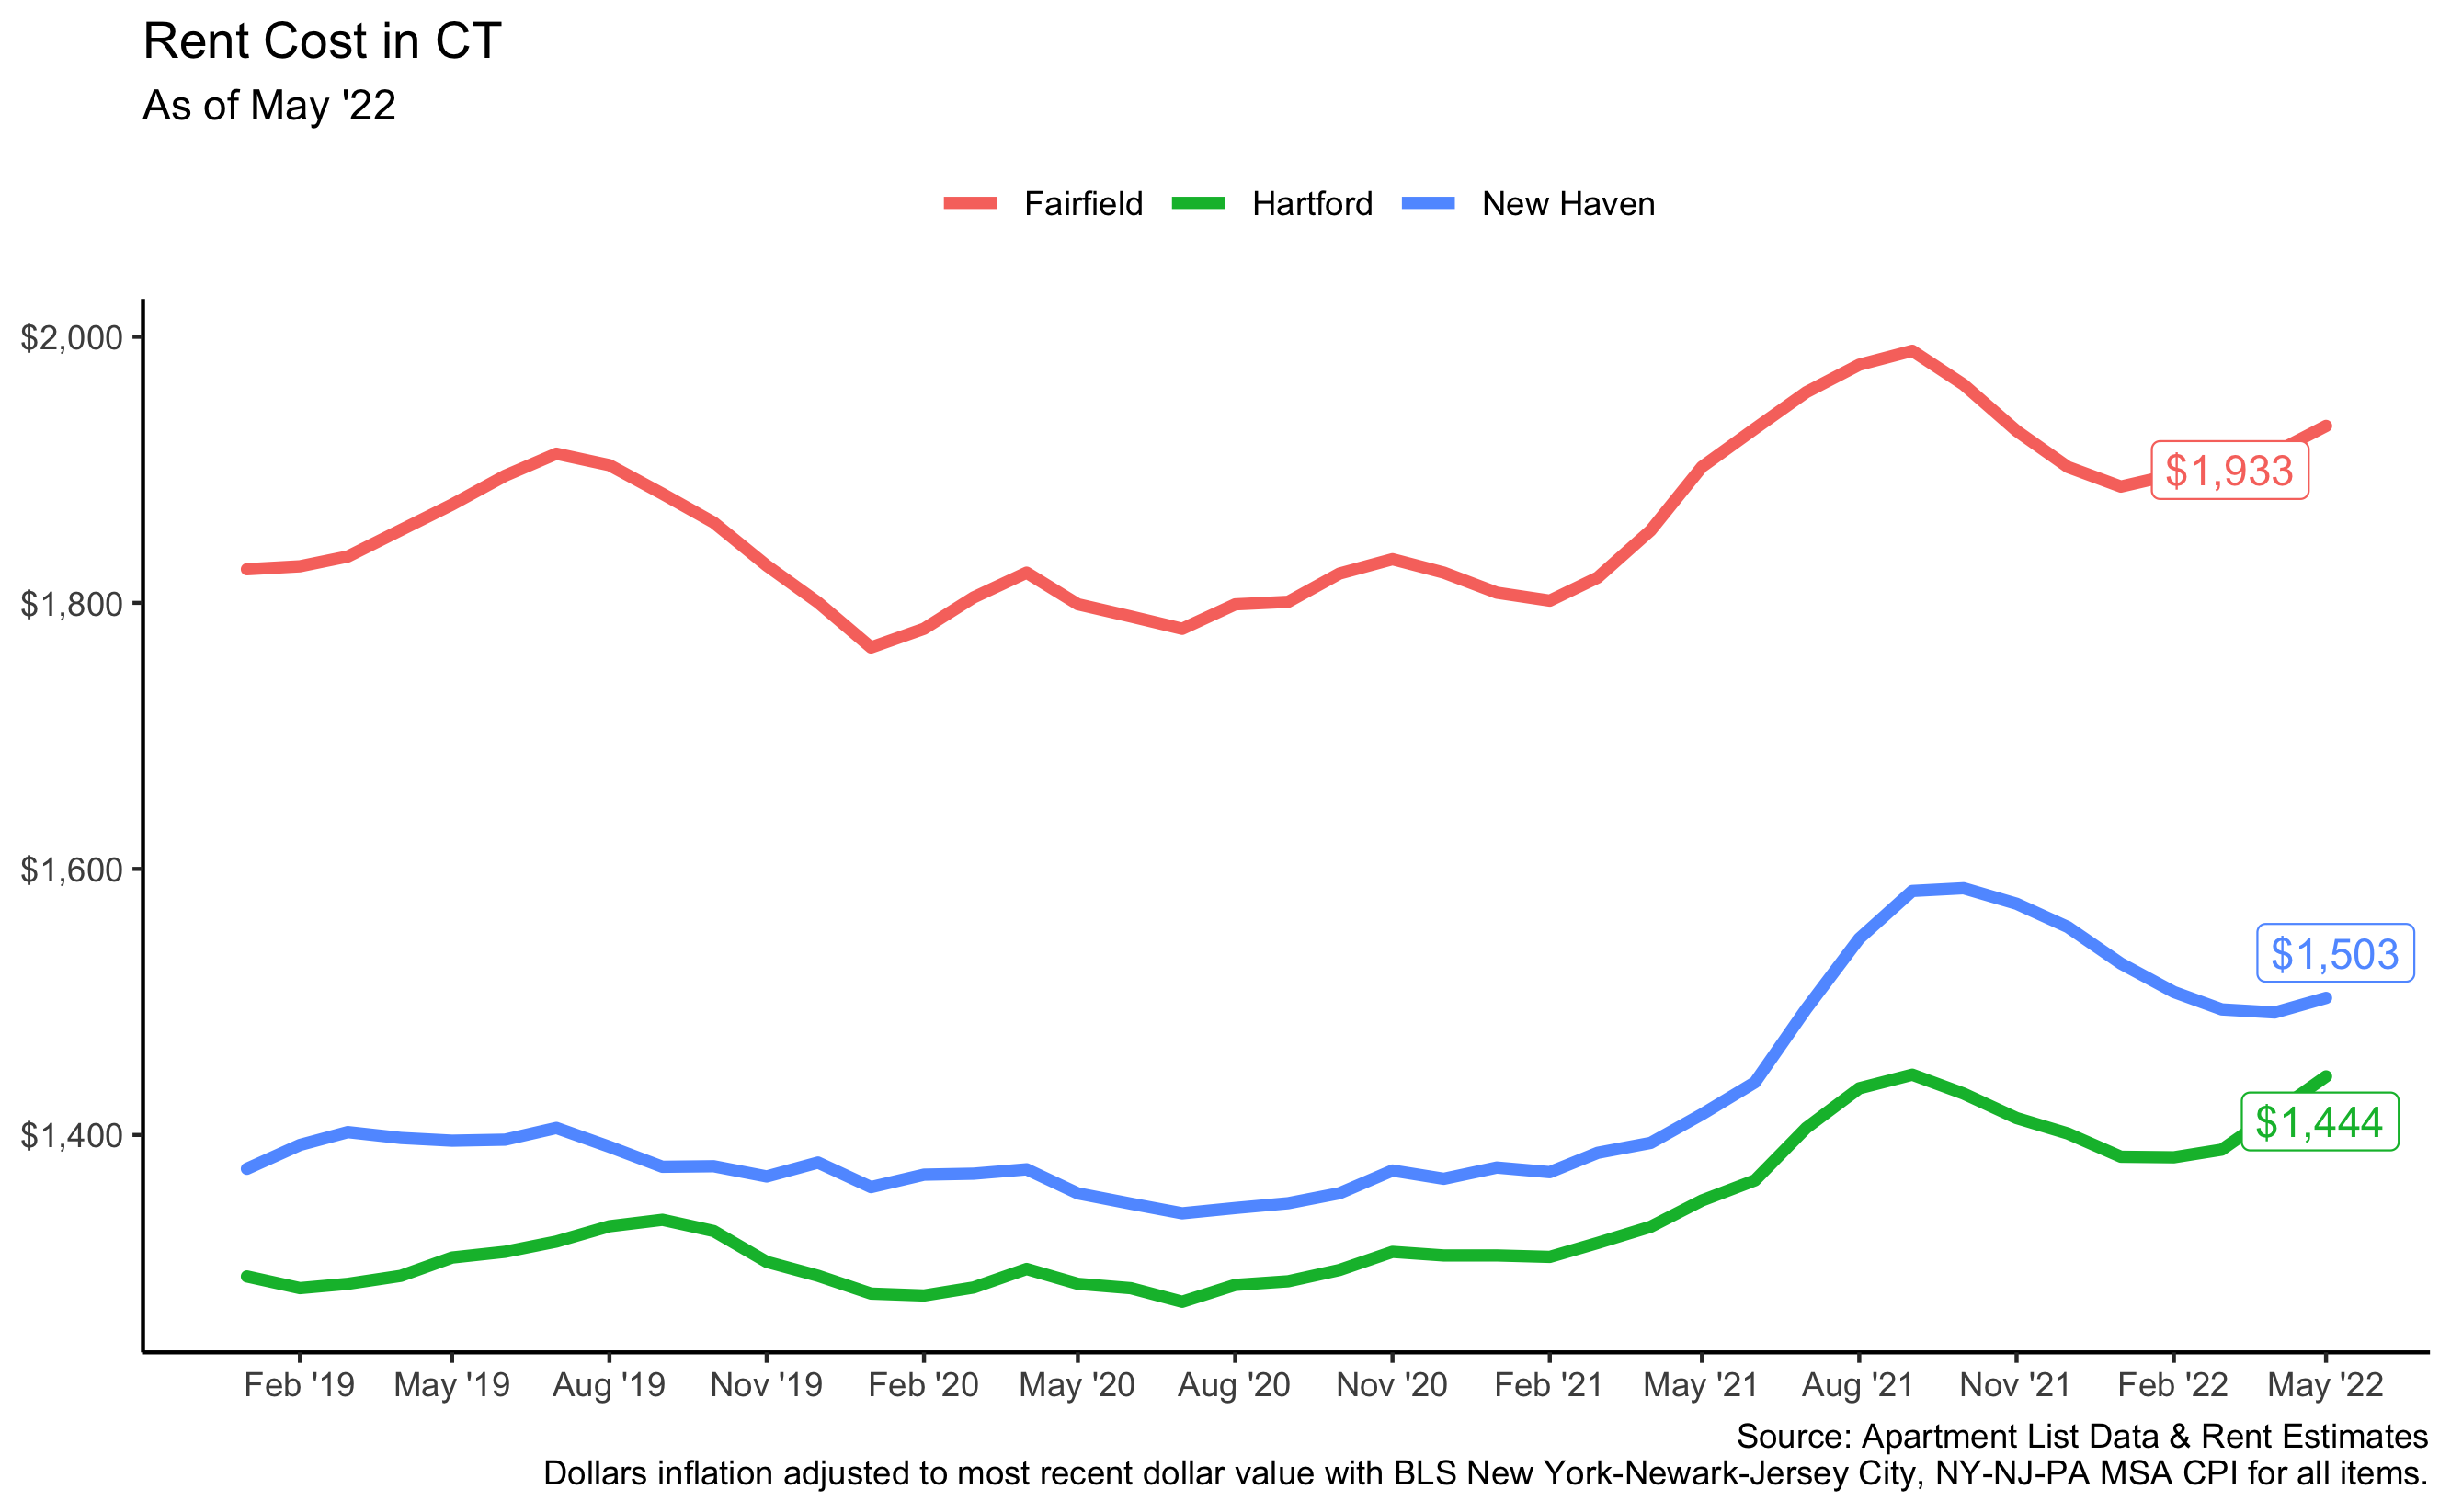 Rent Cost in CT
As of May '22
Fairfield Hartford New Haven
$2,000
$1,800
$1,600
$1,400
$1,933
$1,503
$1,444
Feb '19 May '19 Aug '19 Nov '19 Feb '20 May '20 Aug '20 Nov '20 Feb '21 May '21 Aug '21 Nov '21 Feb '22 May '22
Source: Apartment List Data & Rent Estimates
Dollars inflation adjusted to most recent dollar value with BLS New York-Newark-Jersey City, NY-NJ-PA MSA CPI for all items.